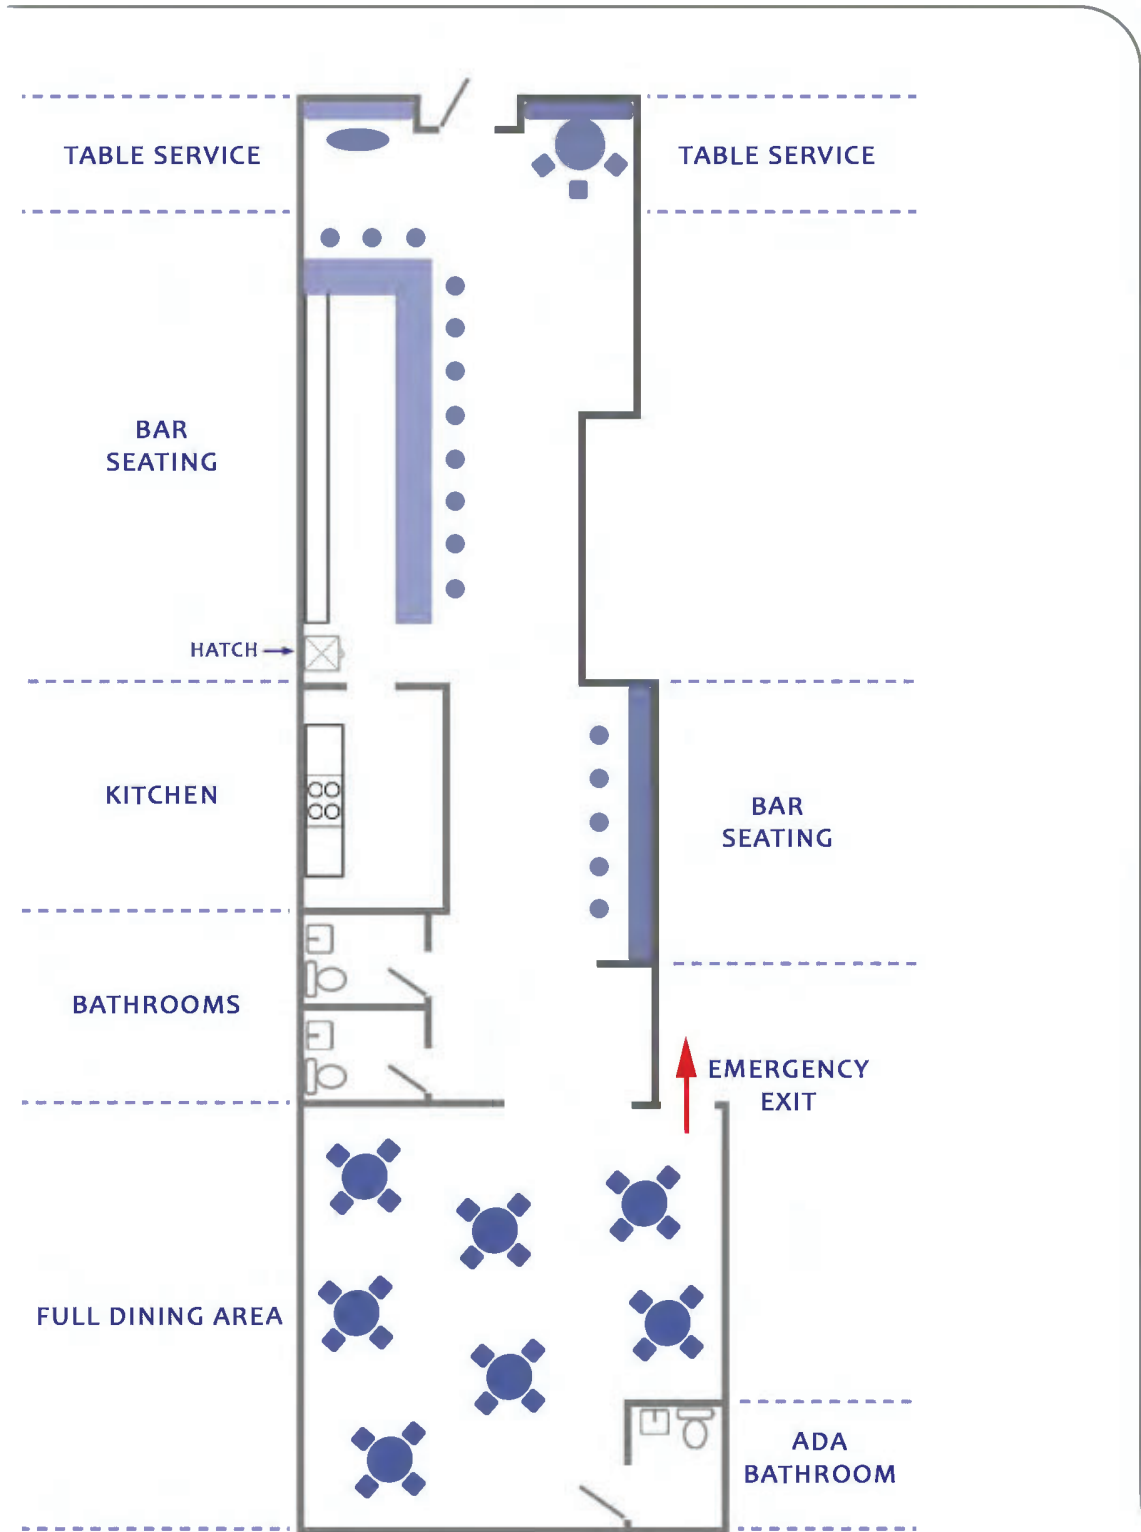 TABLE SERVICE
TABLE SERVICE
BAR
SEATING
HATCH
KITCHEN
BAR
SEATING
BATHROOMS
EMERGENCY
EXIT
FULL DINING AREA
ADA
BATHROOM